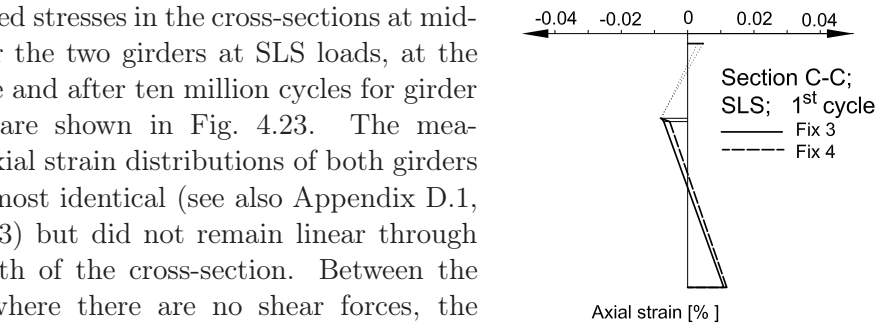 ed stresses in the cross-sections at mid-
r the two girders at SLS loads, at the
e and after ten million cycles for girder
are shown in Fig. 4.23. The mea-
xial strain distributions of both girders
most identical (see also Appendix D.1,
3) but did not remain linear through
th of the cross-section. Between the
where there are no shear forces, the
-0.04 -0.02 0 0.02 0.04
Section C-C;
SLS; 1st cycle
Fix 3
Fix 4
Axial strain [% ]